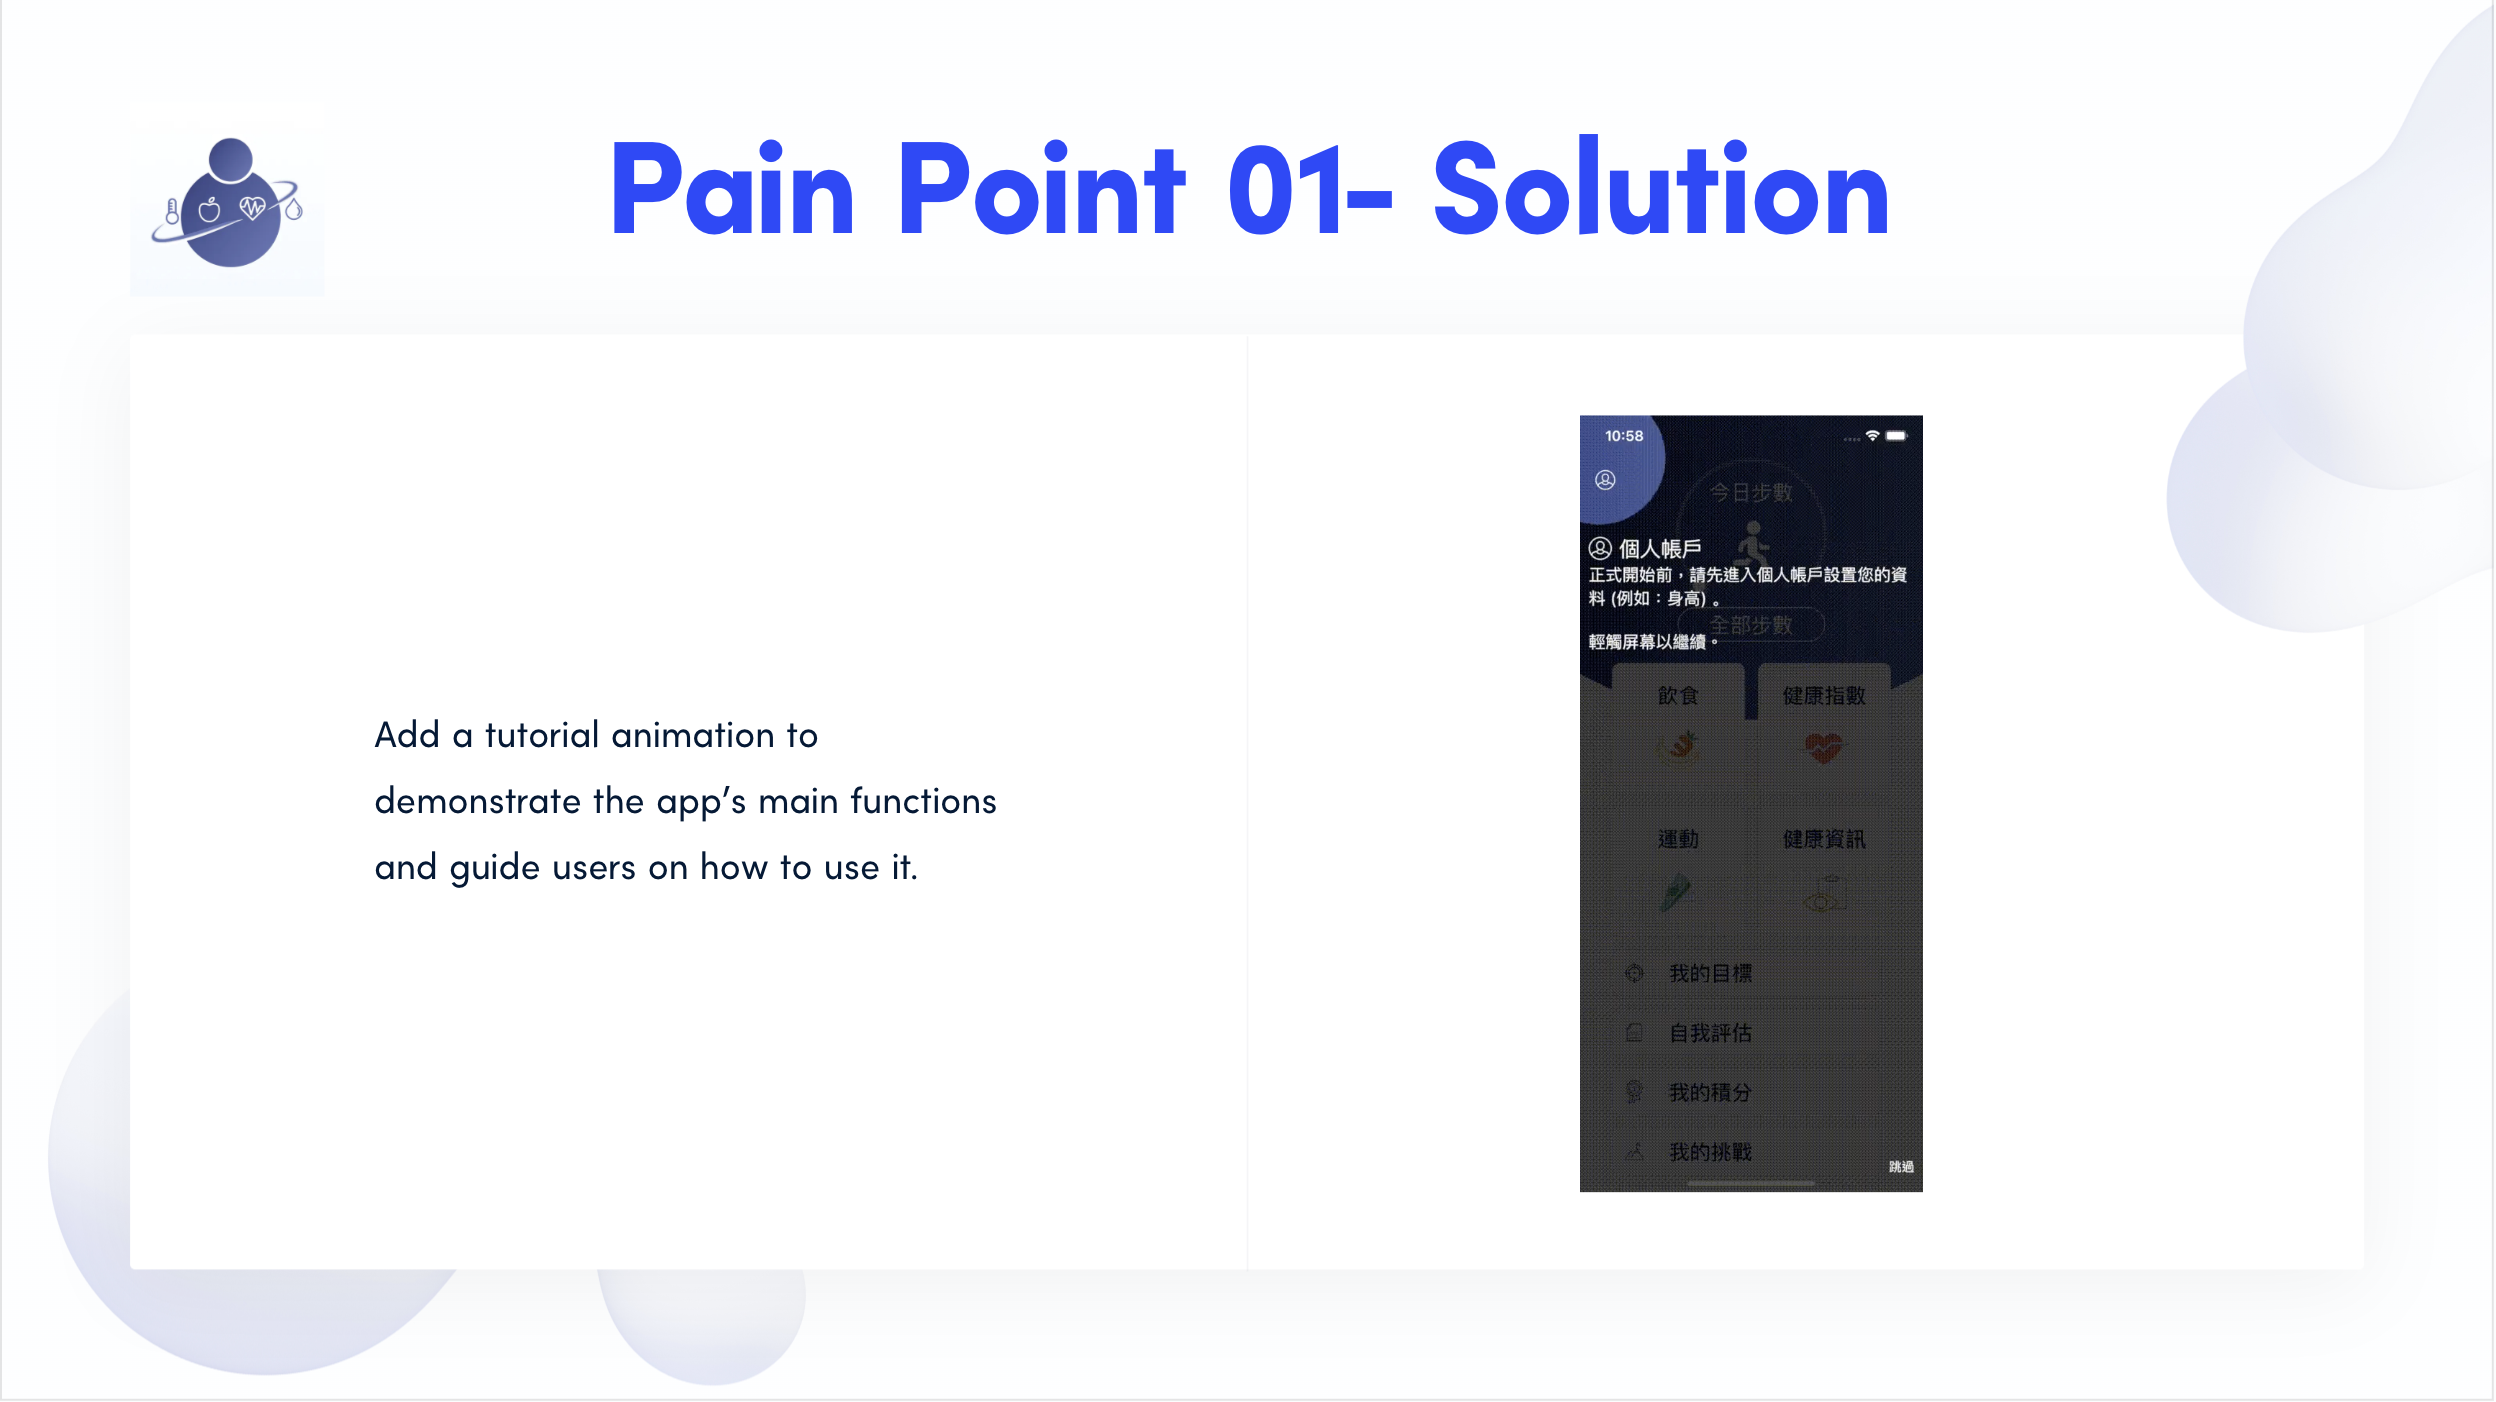 Pain Point 01- Solution
Add a tutorial animation to
demonstrate the app’s main functions
and guide users on how to use it.
10:58
今日步數
個人帳戶
正式開始前，請先進入個人帳戶設置您的資
料 (例如：身高) 。
全部步數
輕觸屏幕以繼續。
飲食
健康指數
運動
健康資訊
我的目標
自我評估
我的積分
我的挑戰
跳過